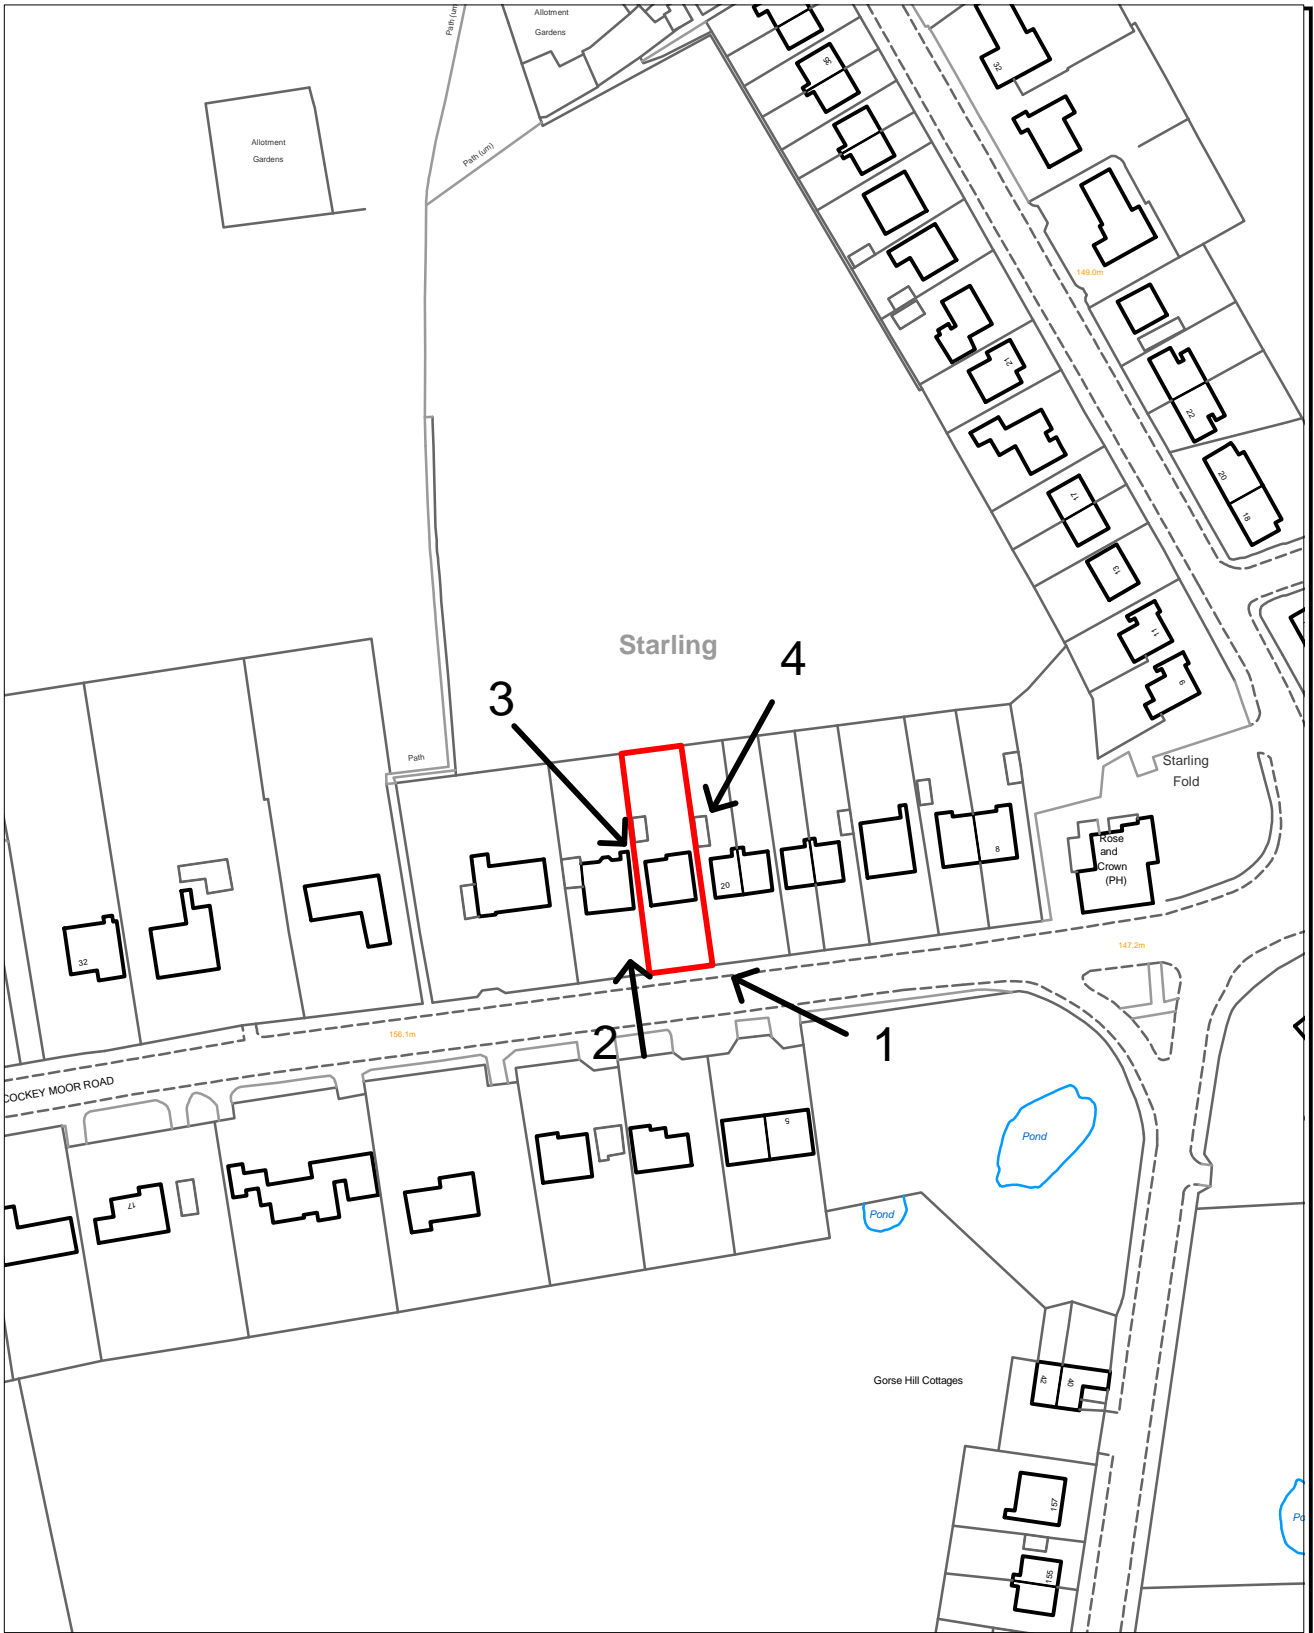 Path (um)
Allotment
Gardens
36
32
Allotment
Gardens
Path (um)
149.0m
21
22
20
18
17
13
11
Starling
4
3
9
Path
Starling
Fold
Rose
and
Crown
(PH)
8
20
32
147.2m
156.1m
2
1
COCKEY MOOR ROAD
5
Pond
17
Pond
Gorse Hill Cottages
42
40
157
155